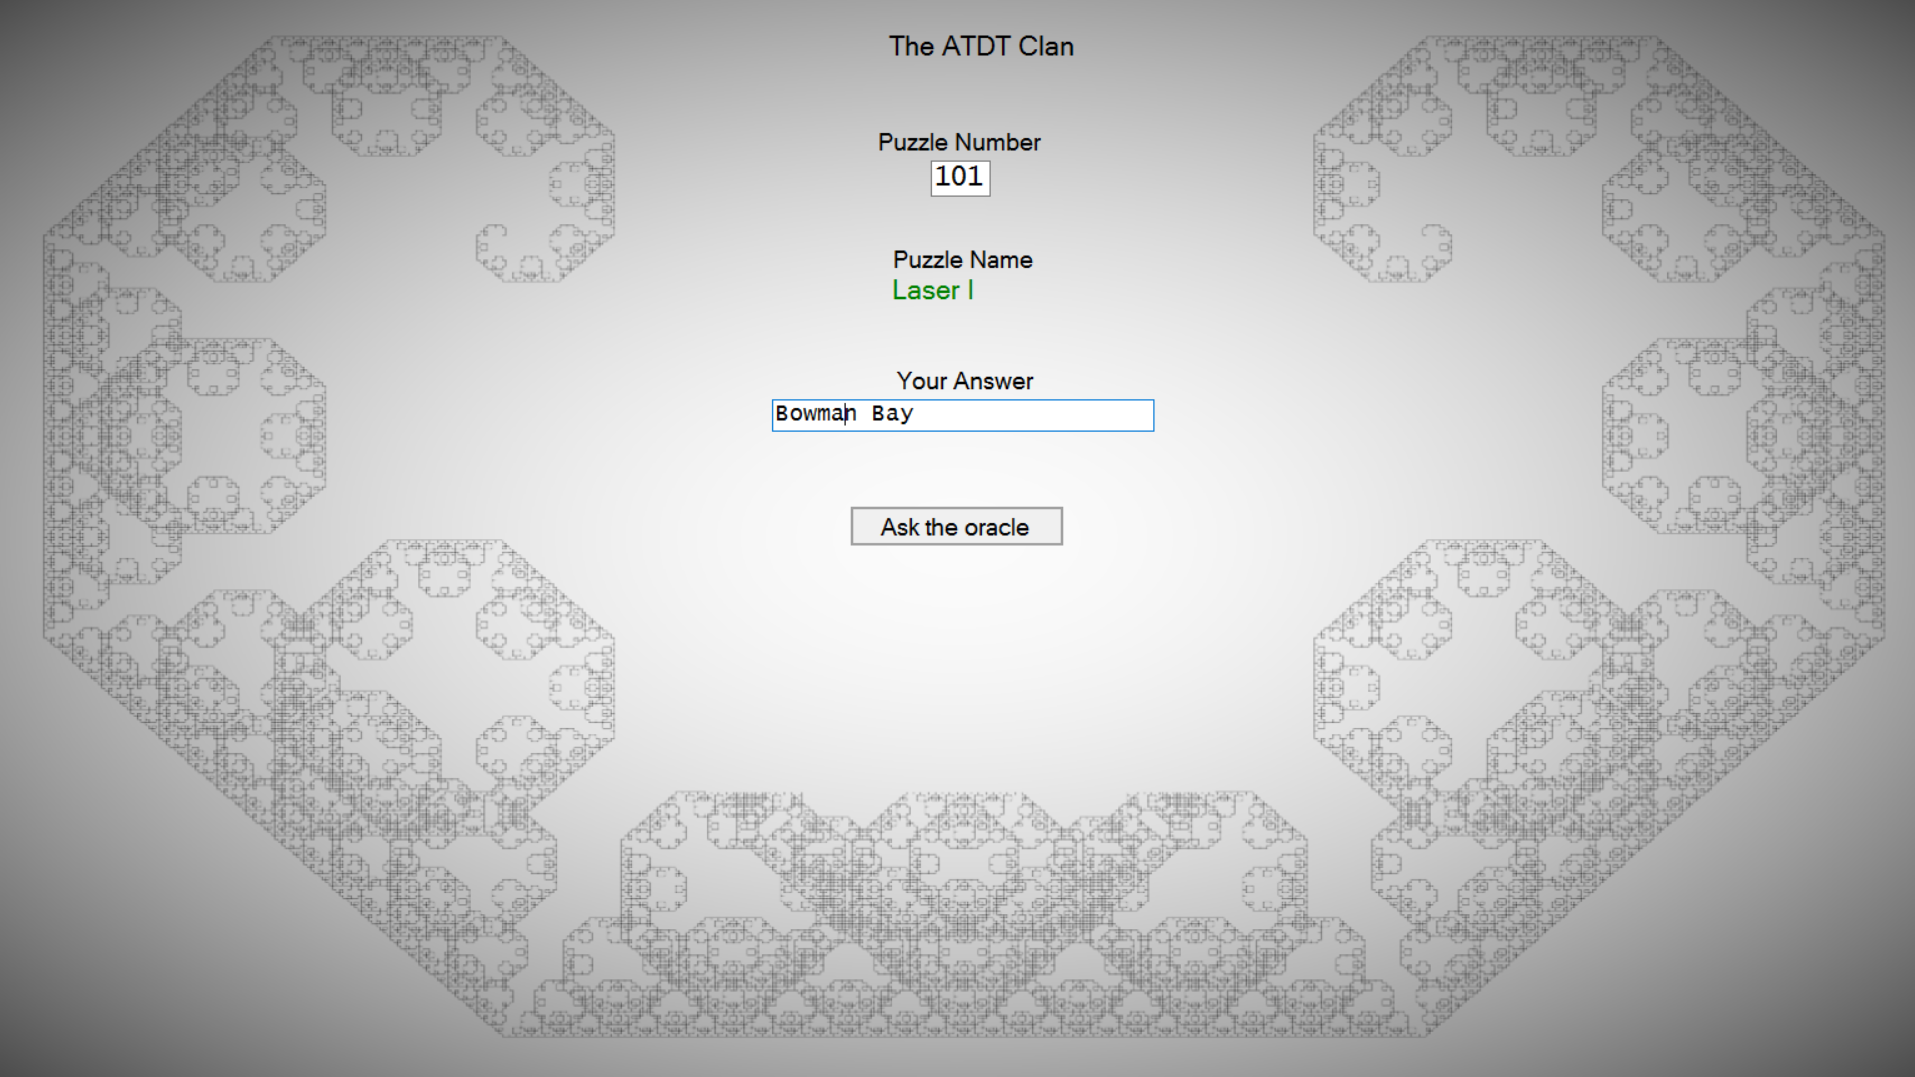 The ATDT Clan
Puzzle Number
101
Puzzle Name
Laser I
Your Answer
Bowman Bay
Ask the oracle